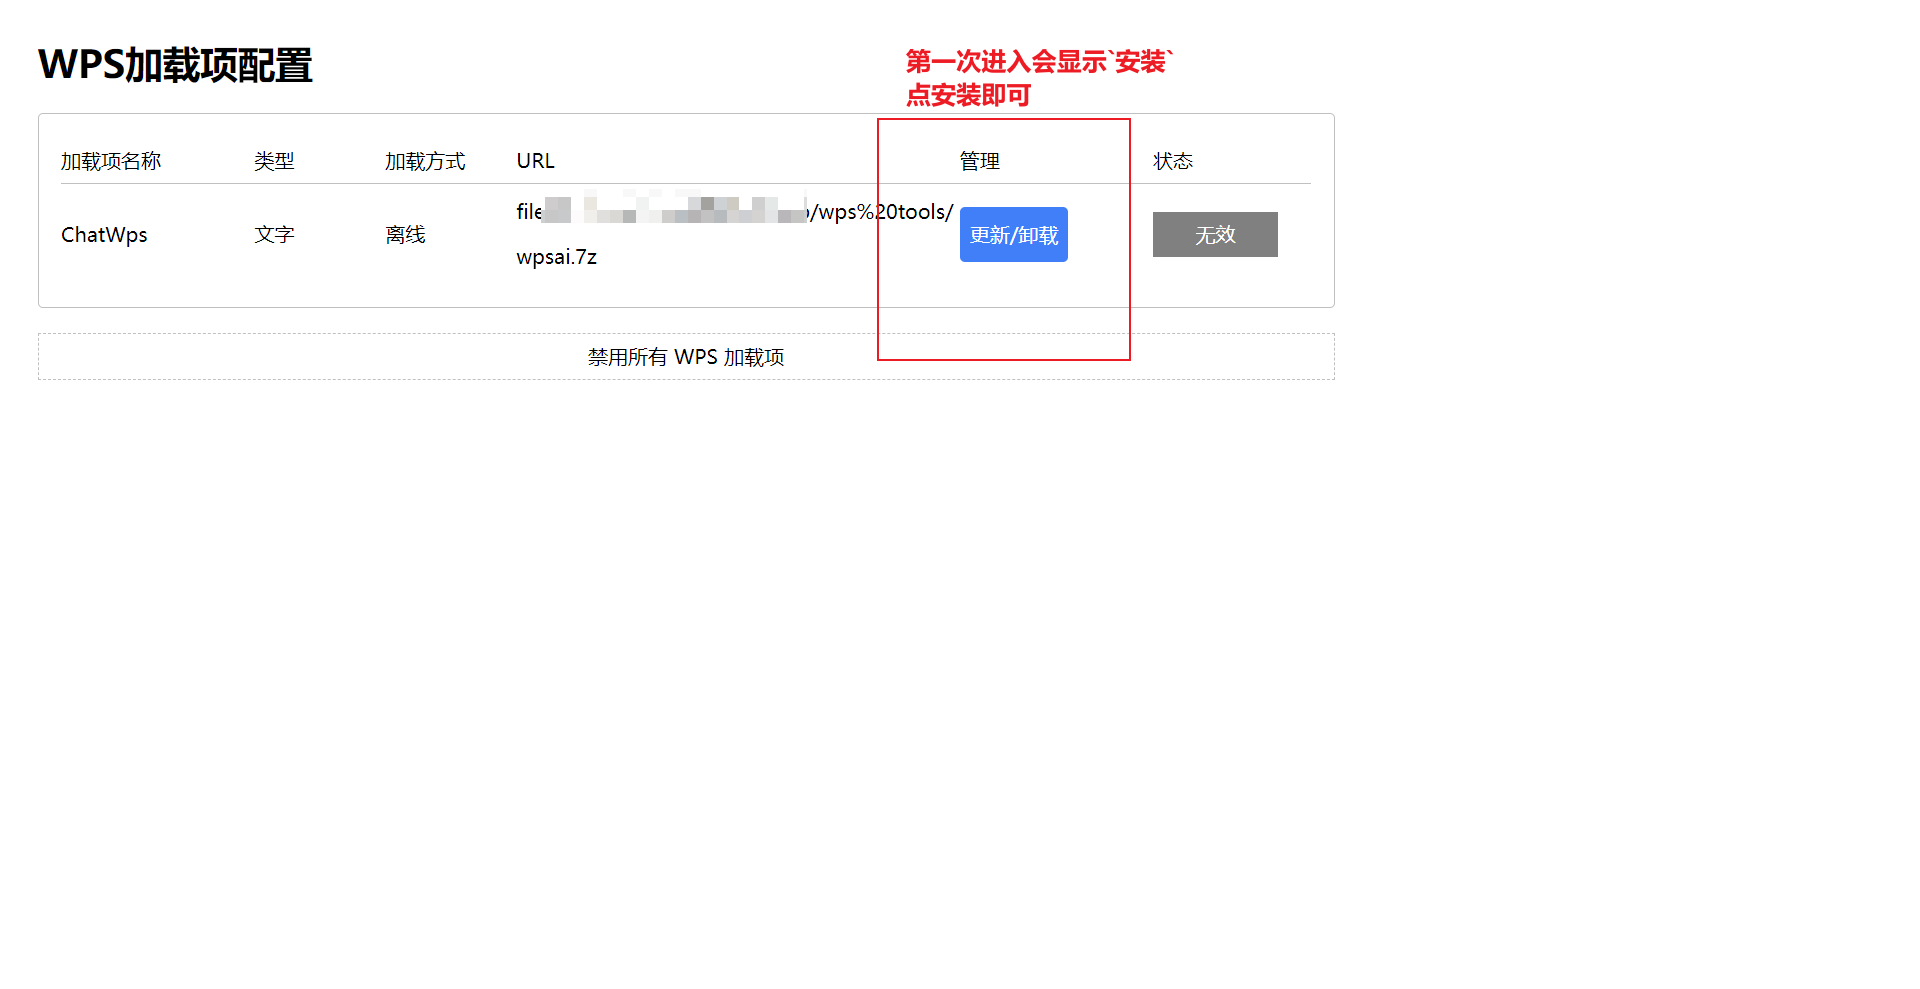 WPS加载项配置
第一次进入会显示`安装`
点安装即可
加载项名称 类型 加载方式 URL 管理 状态
ChatWps 文字 离线 file /wps%20tools/ 更新/卸载 无效
wpsai.7z
禁用所有 WPS 加载项